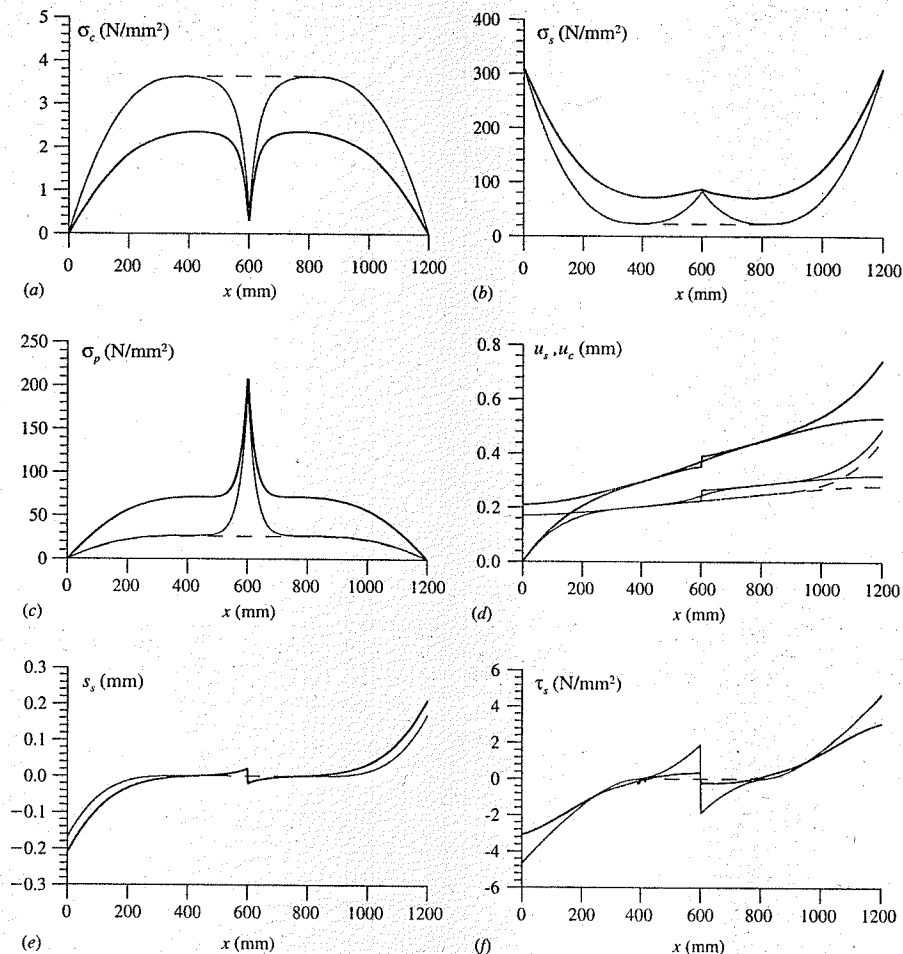 σc (N/mm²)
5
4
3
2
1
0
0 200 400 600 800 1000 1200
(a) x (mm)
σs (N/mm²)
400
300
200
100
0
0 200 400 600 800 1000 1200
(b) x (mm)
σp (N/mm²)
250
200
150
100
50
0
0 200 400 600 800 1000 1200
(c) x (mm)
us ,uc (mm)
0.8
0.6
0.4
0.2
0.0
0 200 400 600 800 1000 1200
(d) x (mm)
ss (mm)
0.3
0.2
0.1
0.0
−0.1
−0.2
−0.3
0 200 400 600 800 1000 1200
(e) x (mm)
τs (N/mm²)
6
4
2
0
-2
-4
-6
0 200 400 600 800 1000 1200
(f) x (mm)